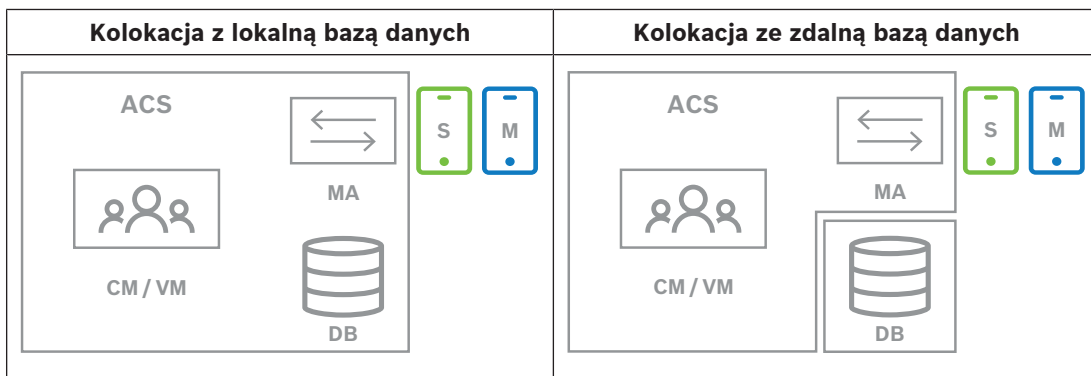 Kolokacja z lokalną bazą danych
Kolokacja ze zdalną bazą danych
ACS
S
M
MA
CM / VM
DB
ACS
S
M
MA
CM / VM
DB